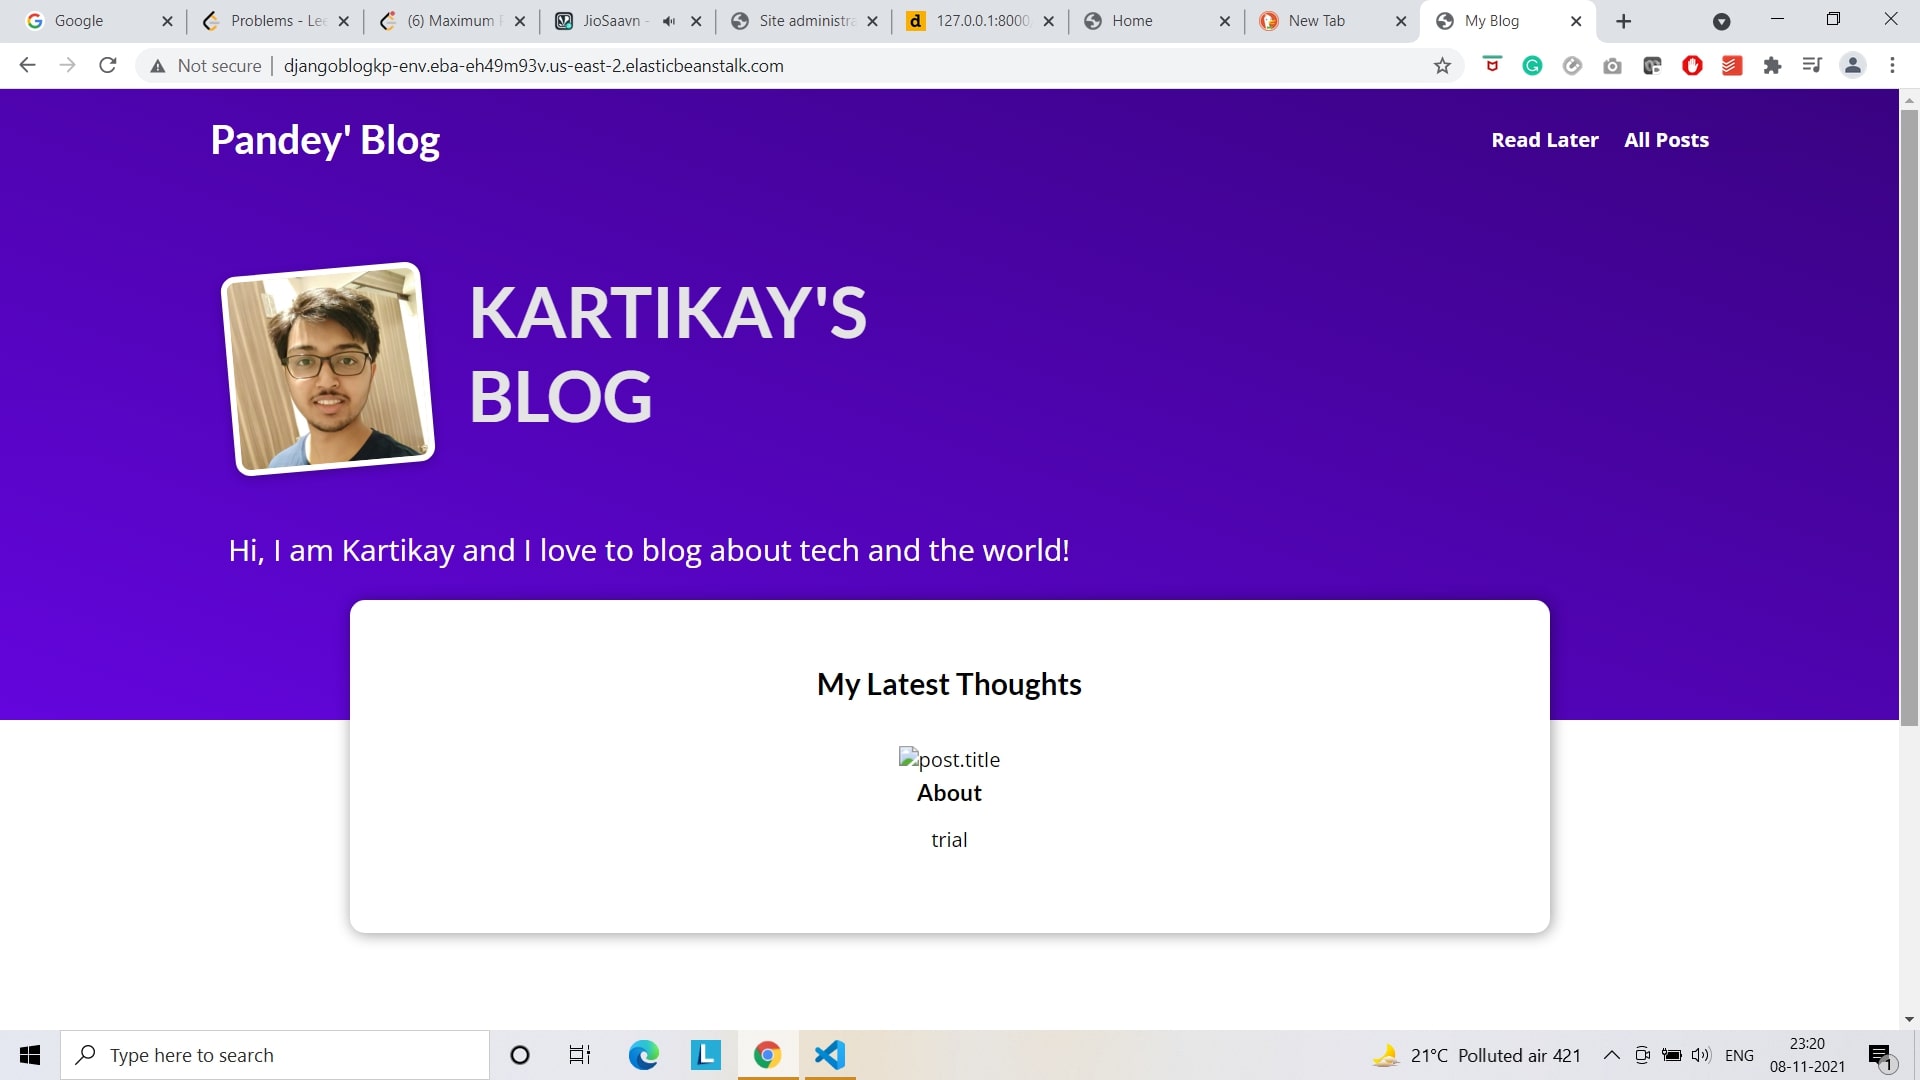 Google
Problems - Lee
(6) Maximum
JioSaavn -
Site administra
127.0.0.1:8000
Home
New Tab
My Blog
Not secure
djangoblogkp-env.eba-eh49m93v.us-east-2.elasticbeanstalk.com
Pandey' Blog
Read Later
All Posts
KARTIKAY'S
BLOG
Hi, I am Kartikay and I love to blog about tech and the world!
My Latest Thoughts
post.title
About
trial
Type here to search
21°C Polluted air 421
ENG
23:20
08-11-2021
1